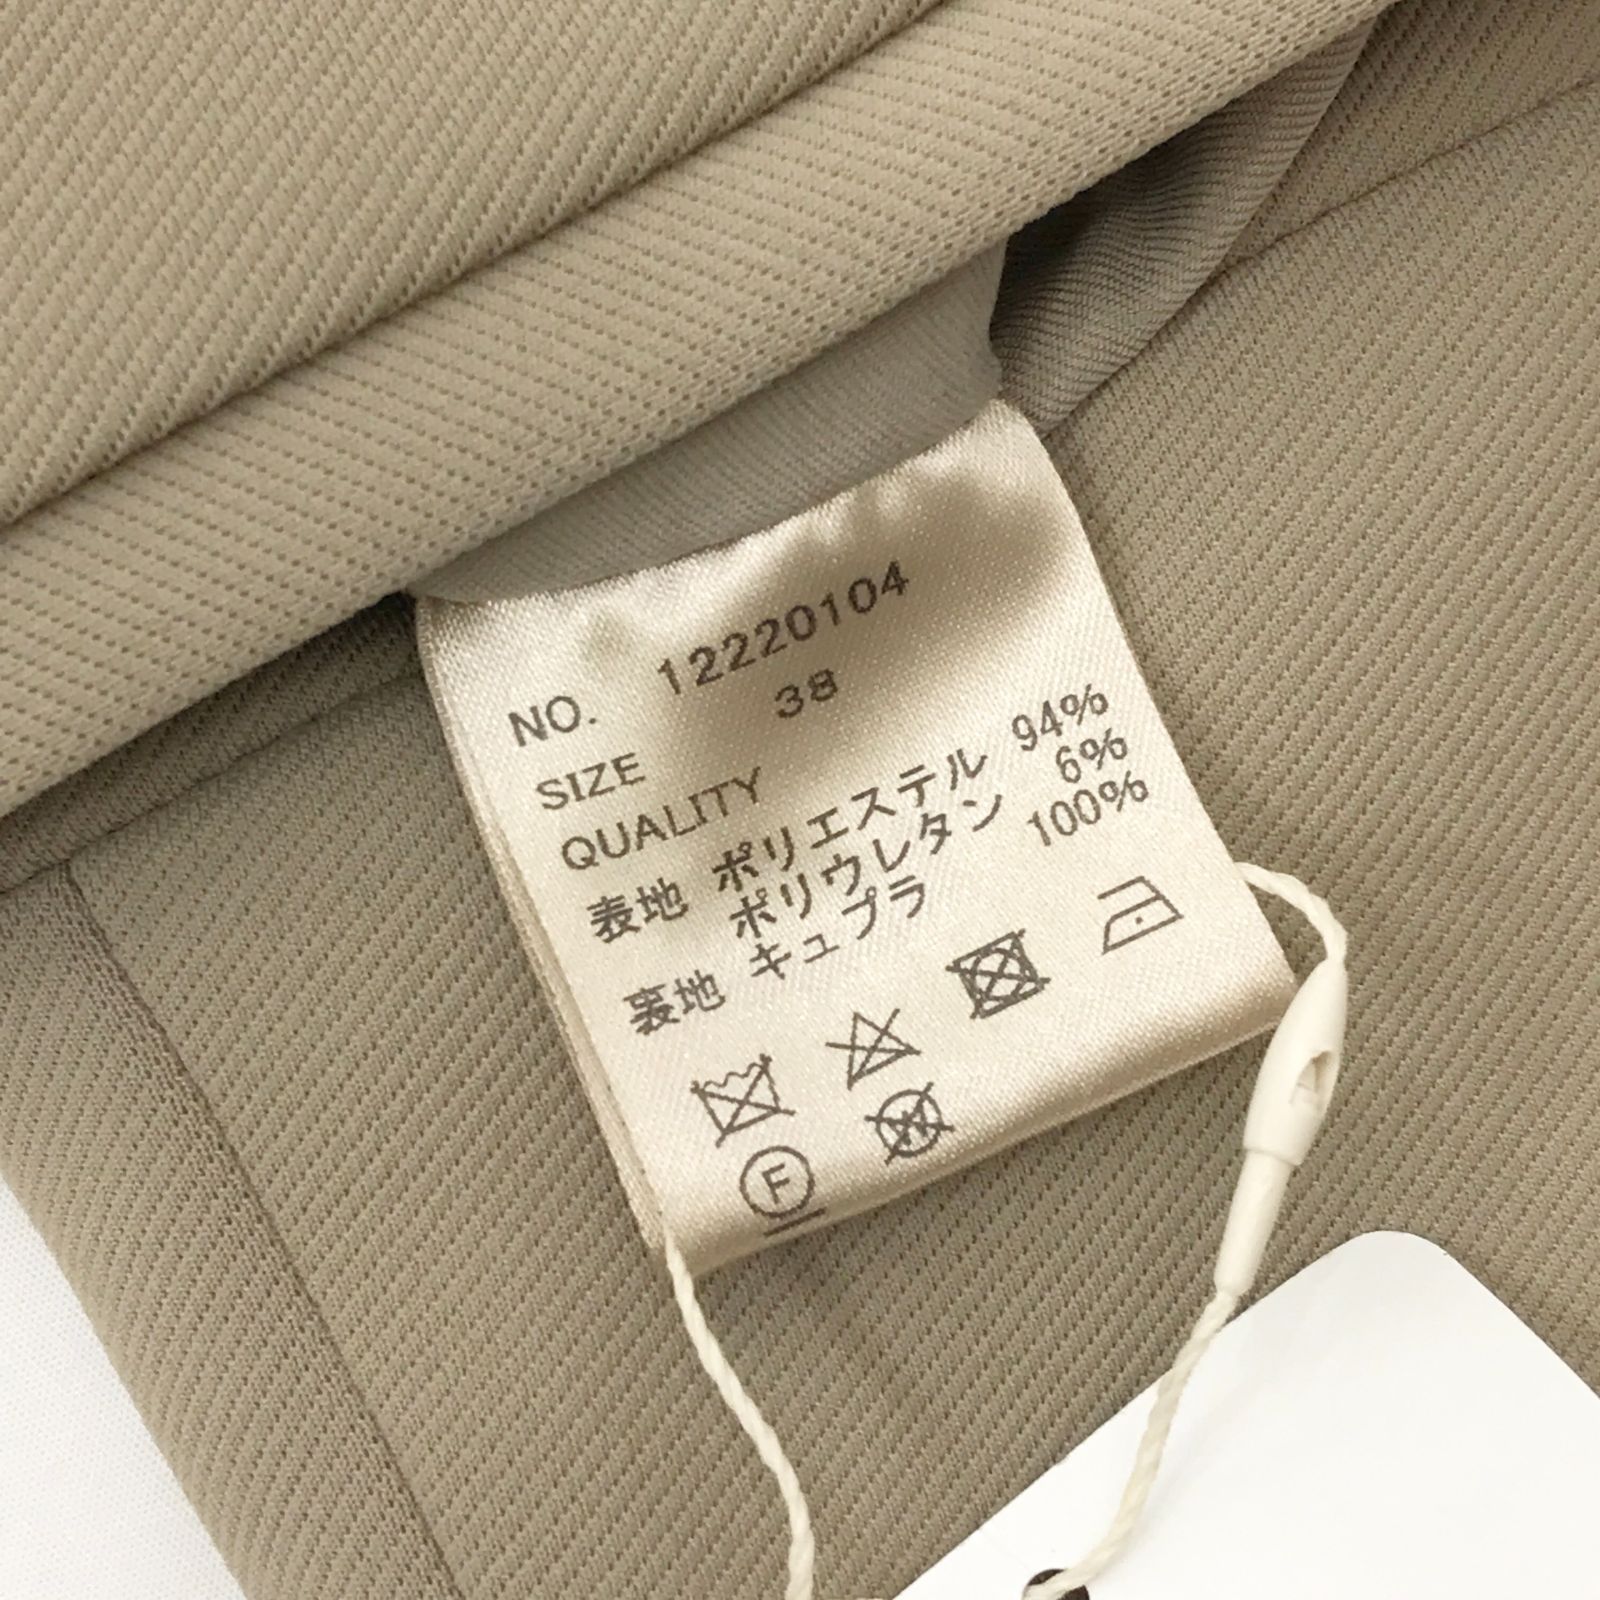 NO. 12220104
SIZE 38
QUALITY
表地 ポリエステル 94%
ポリウレタン 6%
裏地 キュプラ 100%
F
W